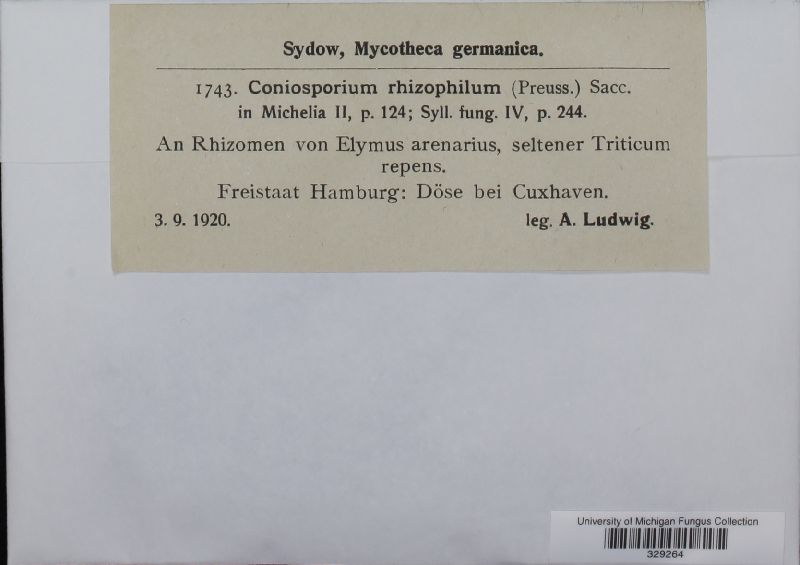 Sydow, Mycotheca germanica.
1743. Coniosporium rhizophilum (Preuss.) Sacc.
in Michelia II, p. 124; Syll. fung. IV, p. 244.
An Rhizomen von Elymus arenarius, seltener Triticum
repens.
Freistaat Hamburg: Döse bei Cuxhaven.
3. 9. 1920. leg. A. Ludwig.
University of Michigan Fungus Collection
329264